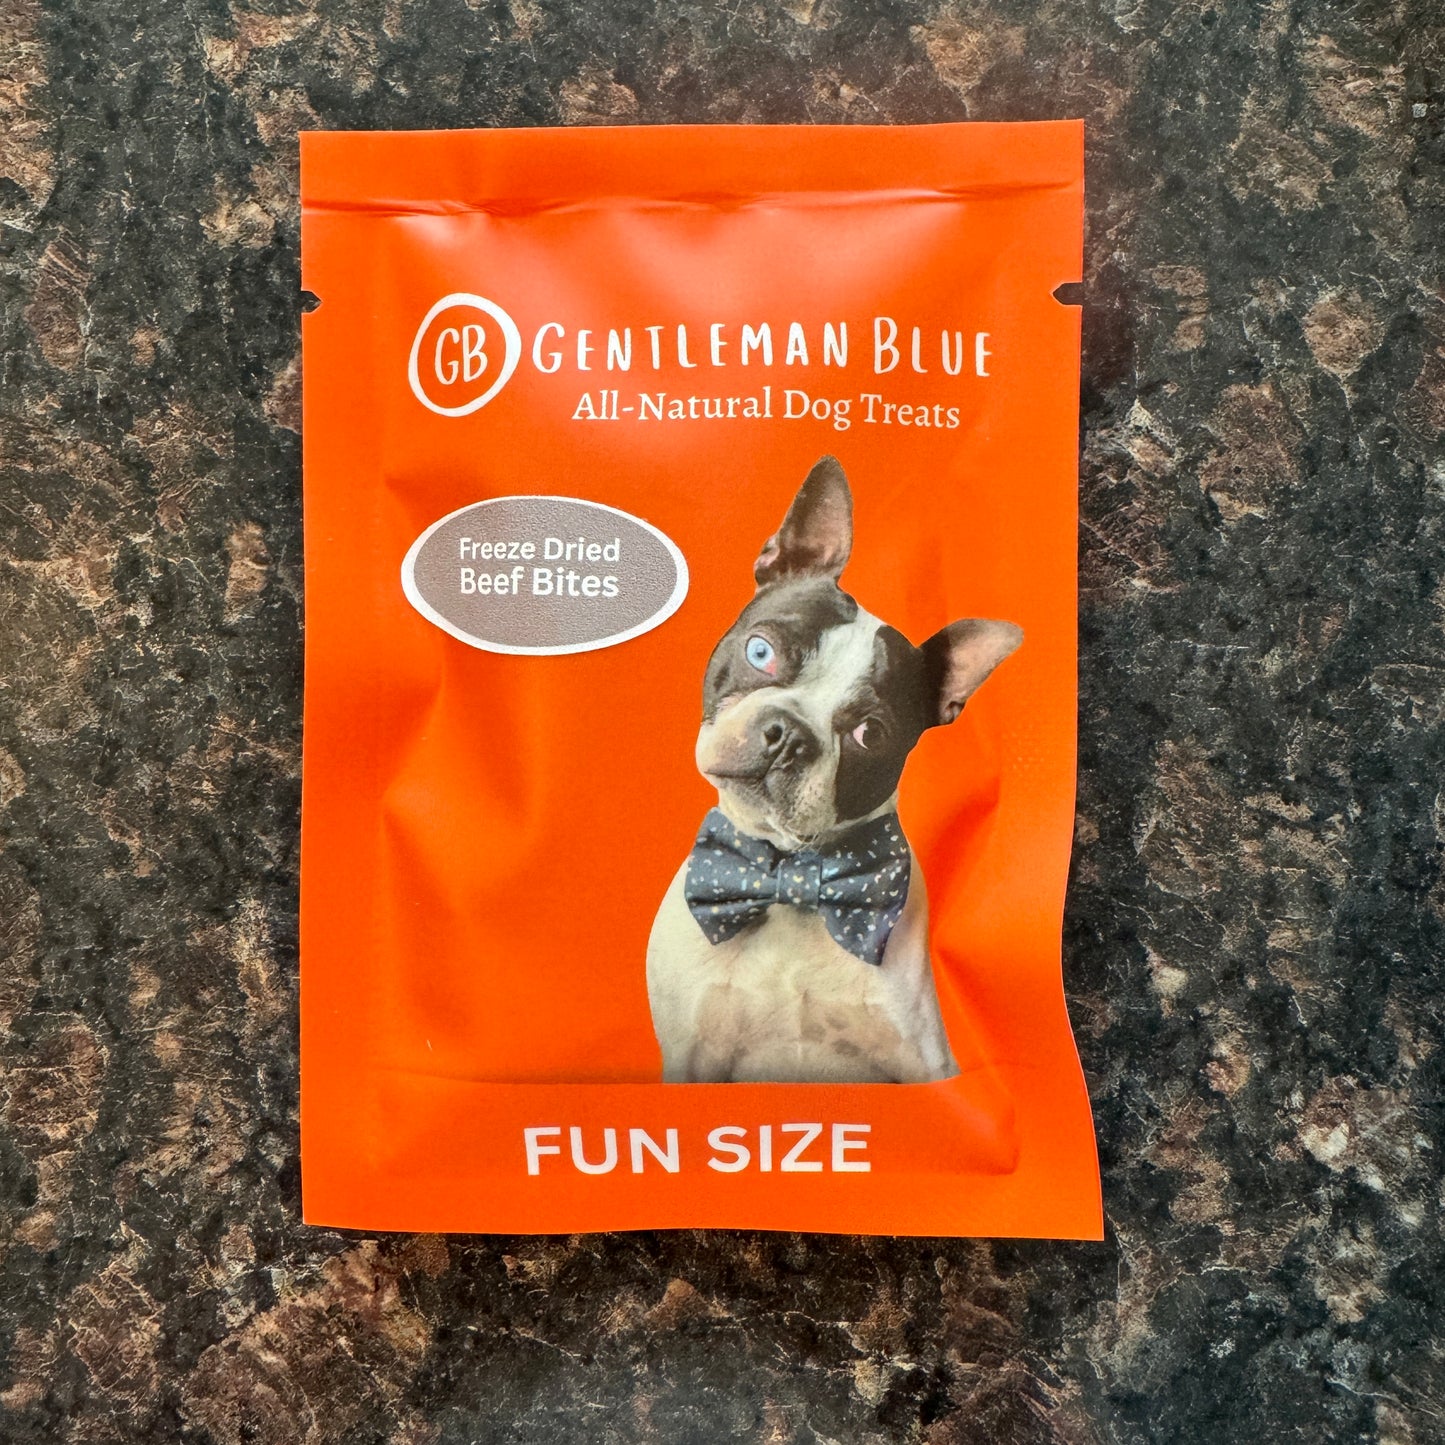 GB GENTLEMAN BLUE
All-Natural Dog Treats
Freeze Dried
Beef Bites
FUN SIZE